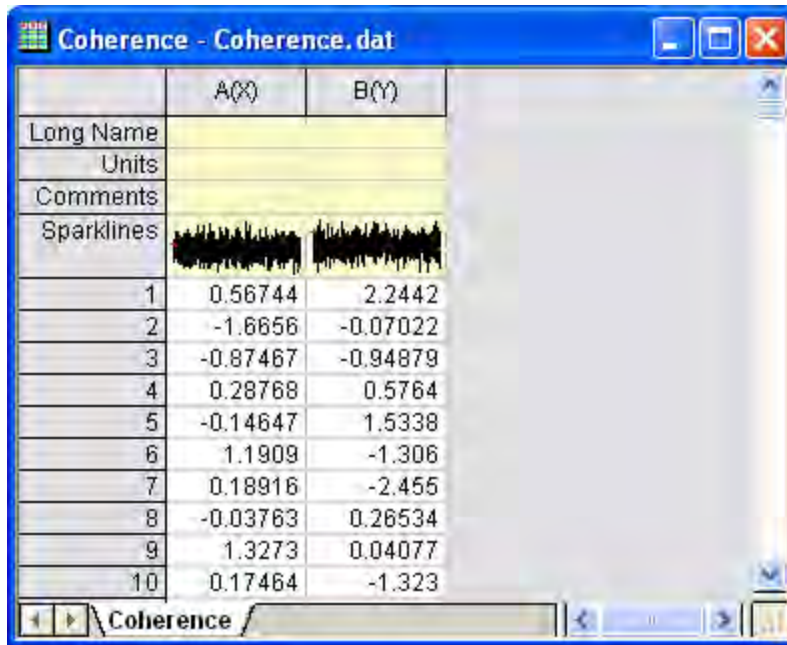 Coherence - Coherence.dat
A(X) B(Y)
Long Name
Units
Comments
Sparklines
1 0.56744 2.2442
2 -1.6656 -0.07022
3 -0.87467 -0.94879
4 0.28768 0.5764
5 -0.14647 1.5338
6 1.1909 -1.306
7 0.18916 -2.455
8 -0.03763 0.26534
9 1.3273 0.04077
10 0.17464 -1.323
Coherence